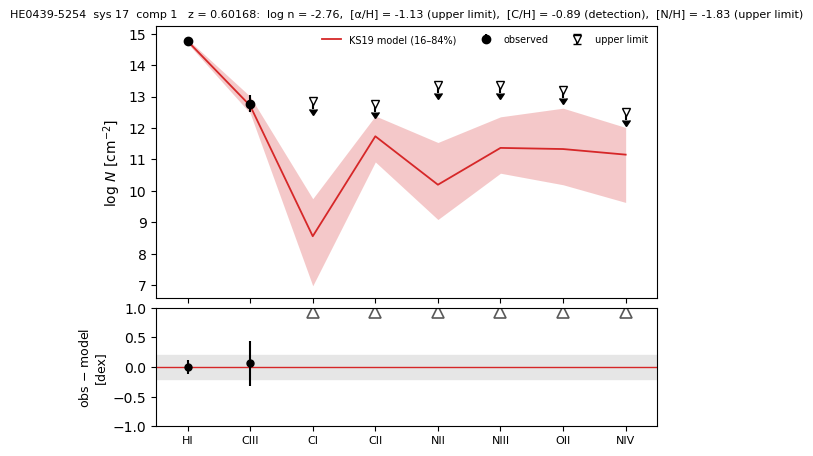 HE0439-5254  sys 17  comp 1   z = 0.60168:  log n = -2.76,  [α/H] = -1.13 (upper limit),  [C/H] = -0.89 (detection),  [N/H] = -1.83 (upper limit)
KS19 model (16–84%)   observed   upper limit
log N [cm⁻²]
15
14
13
12
11
10
9
8
7
obs − model
[dex]
1.0
0.5
0.0
−0.5
−1.0
HI   CIII   CI   CII   NII   NIII   OII   NIV